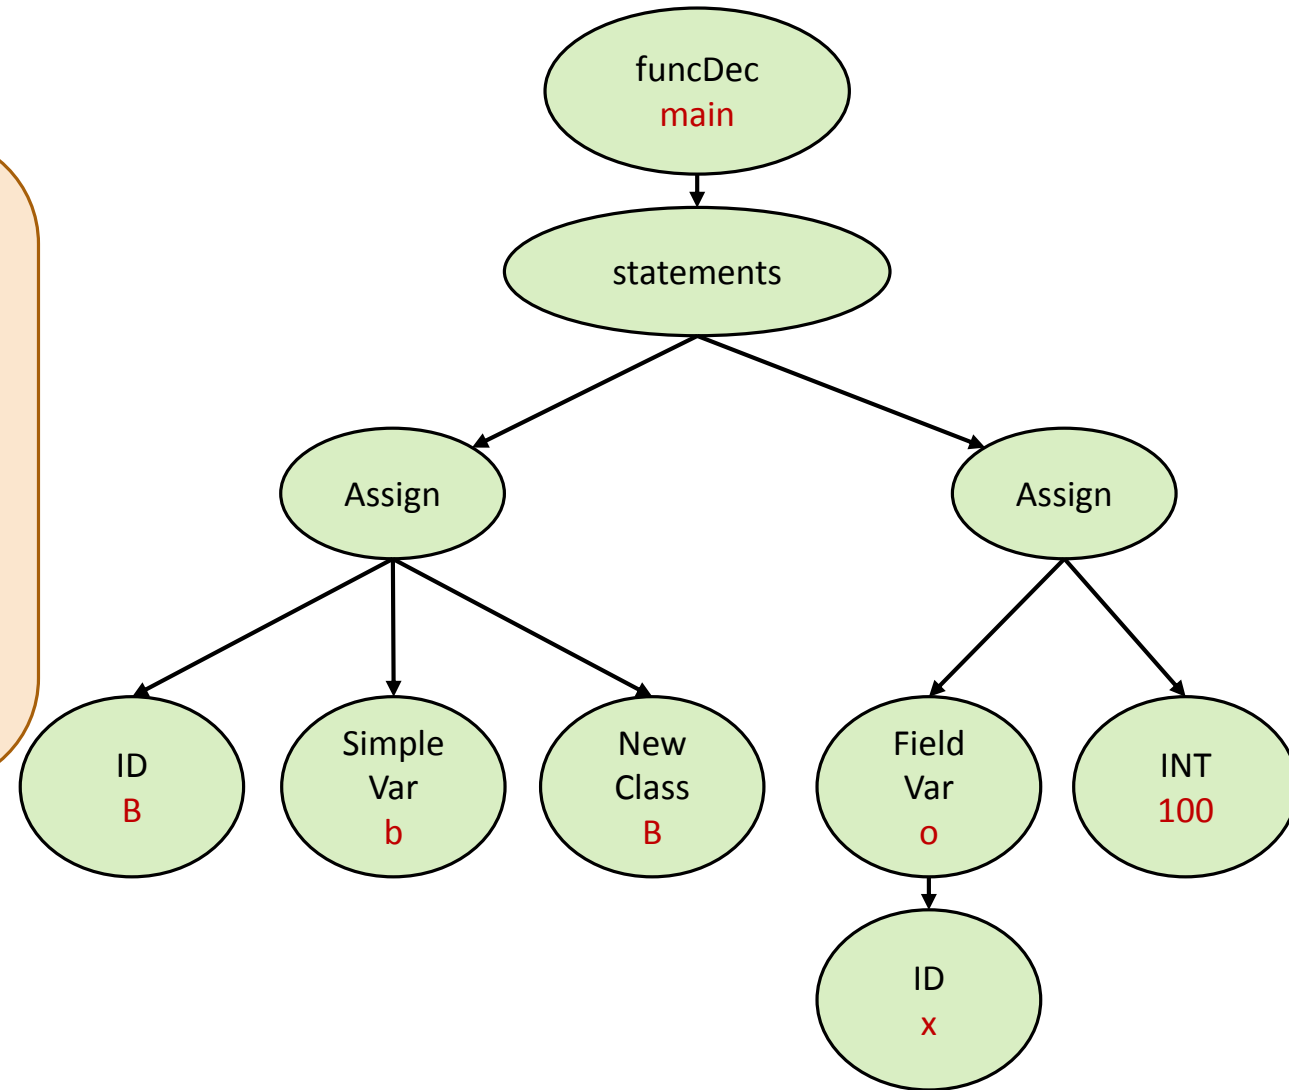 funcDec
main
statements
Assign
Assign
ID
B
Simple
Var
b
New
Class
B
Field
Var
o
INT
100
ID
x